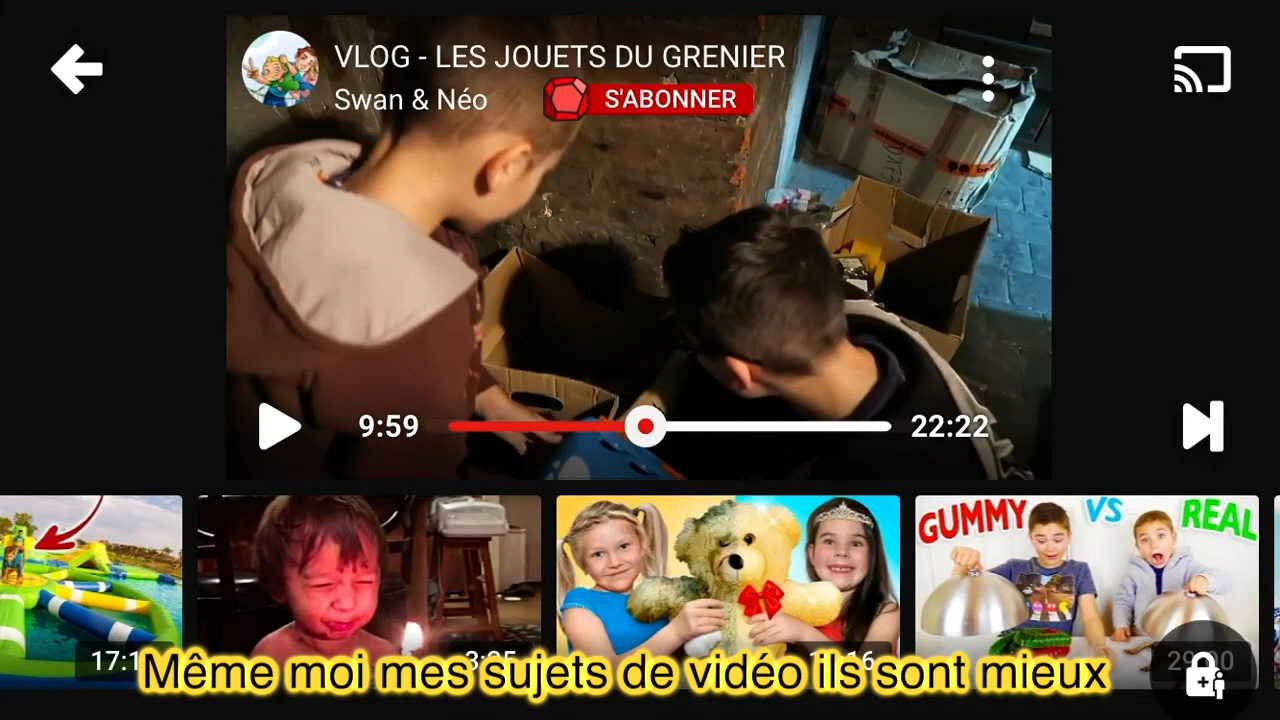 VLOG - LES JOUETS DU GRENIER
Swan & Néo
S'ABONNER
9:59
22:22
GUMMY VS REAL
Même moi mes sujets de vidéo ils sont mieux